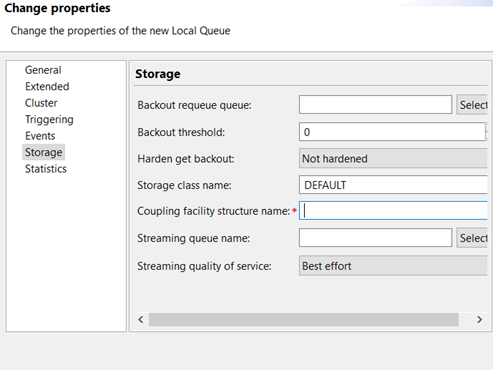 Change properties
Change the properties of the new Local Queue
General
Extended
Cluster
Triggering
Events
Storage
Statistics
Storage
Backout requeue queue: Select
Backout threshold: 0
Harden get backout: Not hardened
Storage class name: DEFAULT
Coupling facility structure name: *
Streaming queue name: Select
Streaming quality of service: Best effort